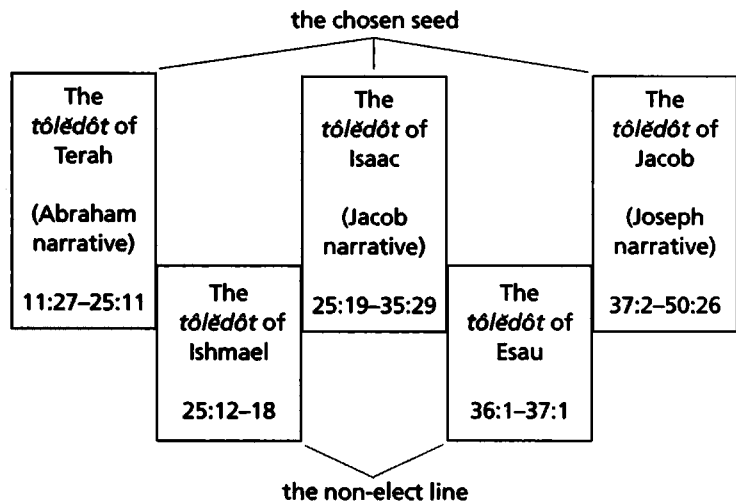 the chosen seed
The
tôlĕdôt of
Terah
(Abraham
narrative)
11:27–25:11
The
tôlĕdôt of
Ishmael
25:12–18
The
tôlĕdôt of
Isaac
(Jacob
narrative)
25:19–35:29
The
tôlĕdôt of
Esau
36:1–37:1
The
tôlĕdôt of
Jacob
(Joseph
narrative)
37:2–50:26
the non-elect line